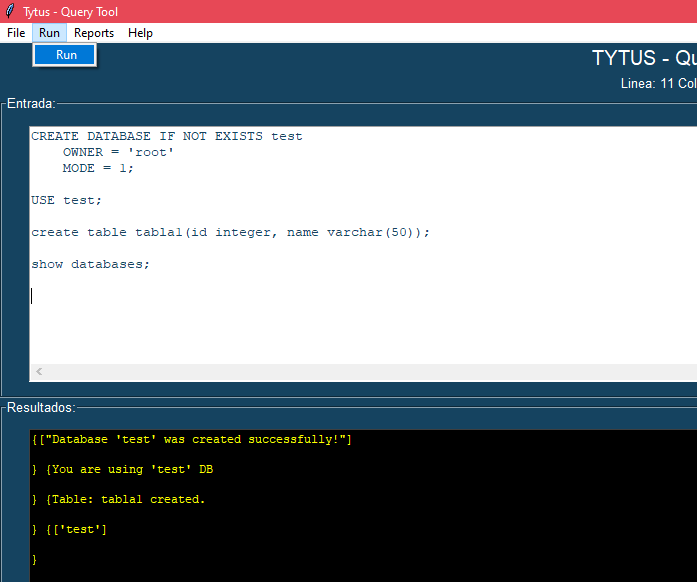 Tytus - Query Tool
File Run Reports Help
Run
TYTUS - Qu
Linea: 11 Col
Entrada:
CREATE DATABASE IF NOT EXISTS test
    OWNER = 'root'
    MODE = 1;
USE test;
create table tabla1(id integer, name varchar(50));
show databases;
Resultados:
{["Database 'test' was created successfully!"]
} {You are using 'test' DB
} {Table: tabla1 created.
} {['test']
}